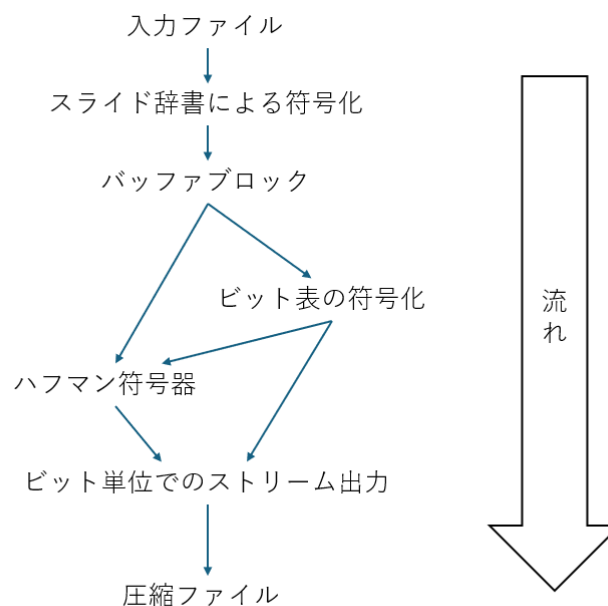 入力ファイル
スライド辞書による符号化
バッファブロック
ビット表の符号化
ハフマン符号器
ビット単位でのストリーム出力
圧縮ファイル
流れ